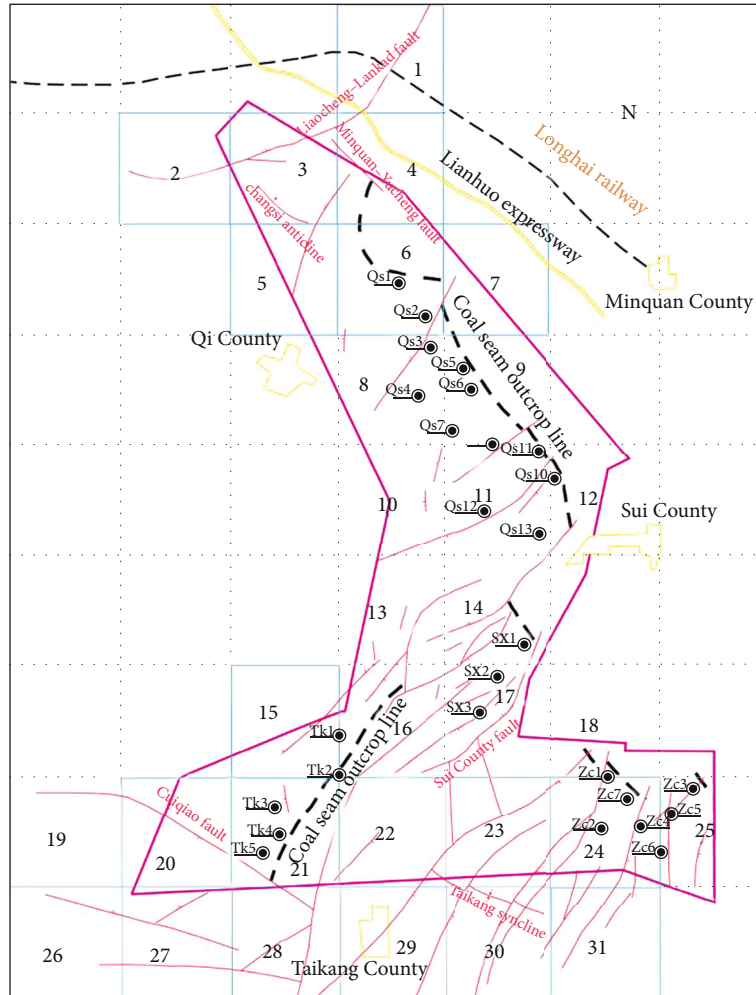 1
N
Liaocheng–Lankad fault
Longhai railway
2
3
4
Minquan–Yucheng fault
Lianhuo expressway
changsi antidine
5
6
7
Qs1
Minquan County
Qs2
Coal seam outcrop line
Qi County
Qs3
9
Qs5
8
Qs4
Qs6
Qs7
Qs11
Qs10
10
11
12
Qs12
Sui County
Qs13
13
14
SX1
SX2
17
15
SX3
16
18
Tk1
Coal seam outcrop line
Sui County fault
Tk2
Zc1
Zc3
Zc7
Cuiqiao fault
Tk3
Zc5
19
Tk4
22
23
Zc2
Zc4
25
Tk5
Zc6
24
20
21
Taikang syncline
26
27
28
29
30
31
Taikang County